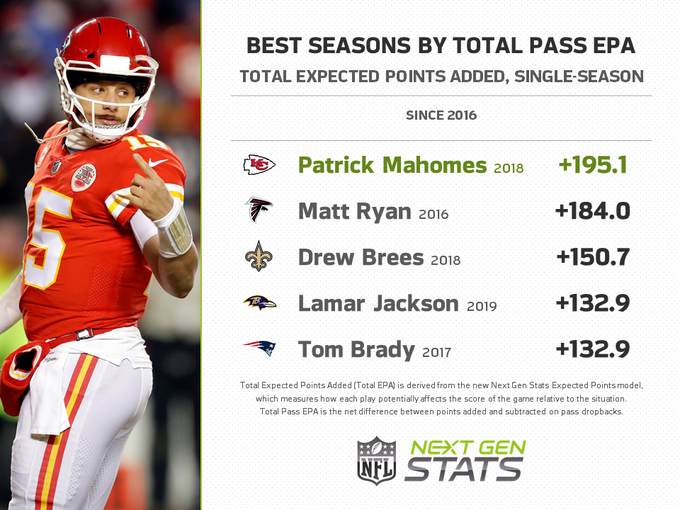 BEST SEASONS BY TOTAL PASS EPA
TOTAL EXPECTED POINTS ADDED, SINGLE-SEASON
SINCE 2016
Patrick Mahomes 2018 +195.1
Matt Ryan 2016 +184.0
Drew Brees 2018 +150.7
Lamar Jackson 2019 +132.9
Tom Brady 2017 +132.9
Total Expected Points Added (Total EPA) is derived from the new Next Gen Stats Expected Points model,
which measures how each play potentially affects the score of the game relative to the situation.
Total Pass EPA is the net difference between points added and subtracted on pass dropbacks.
NFL
NEXT GEN
STATS
15
15
KC